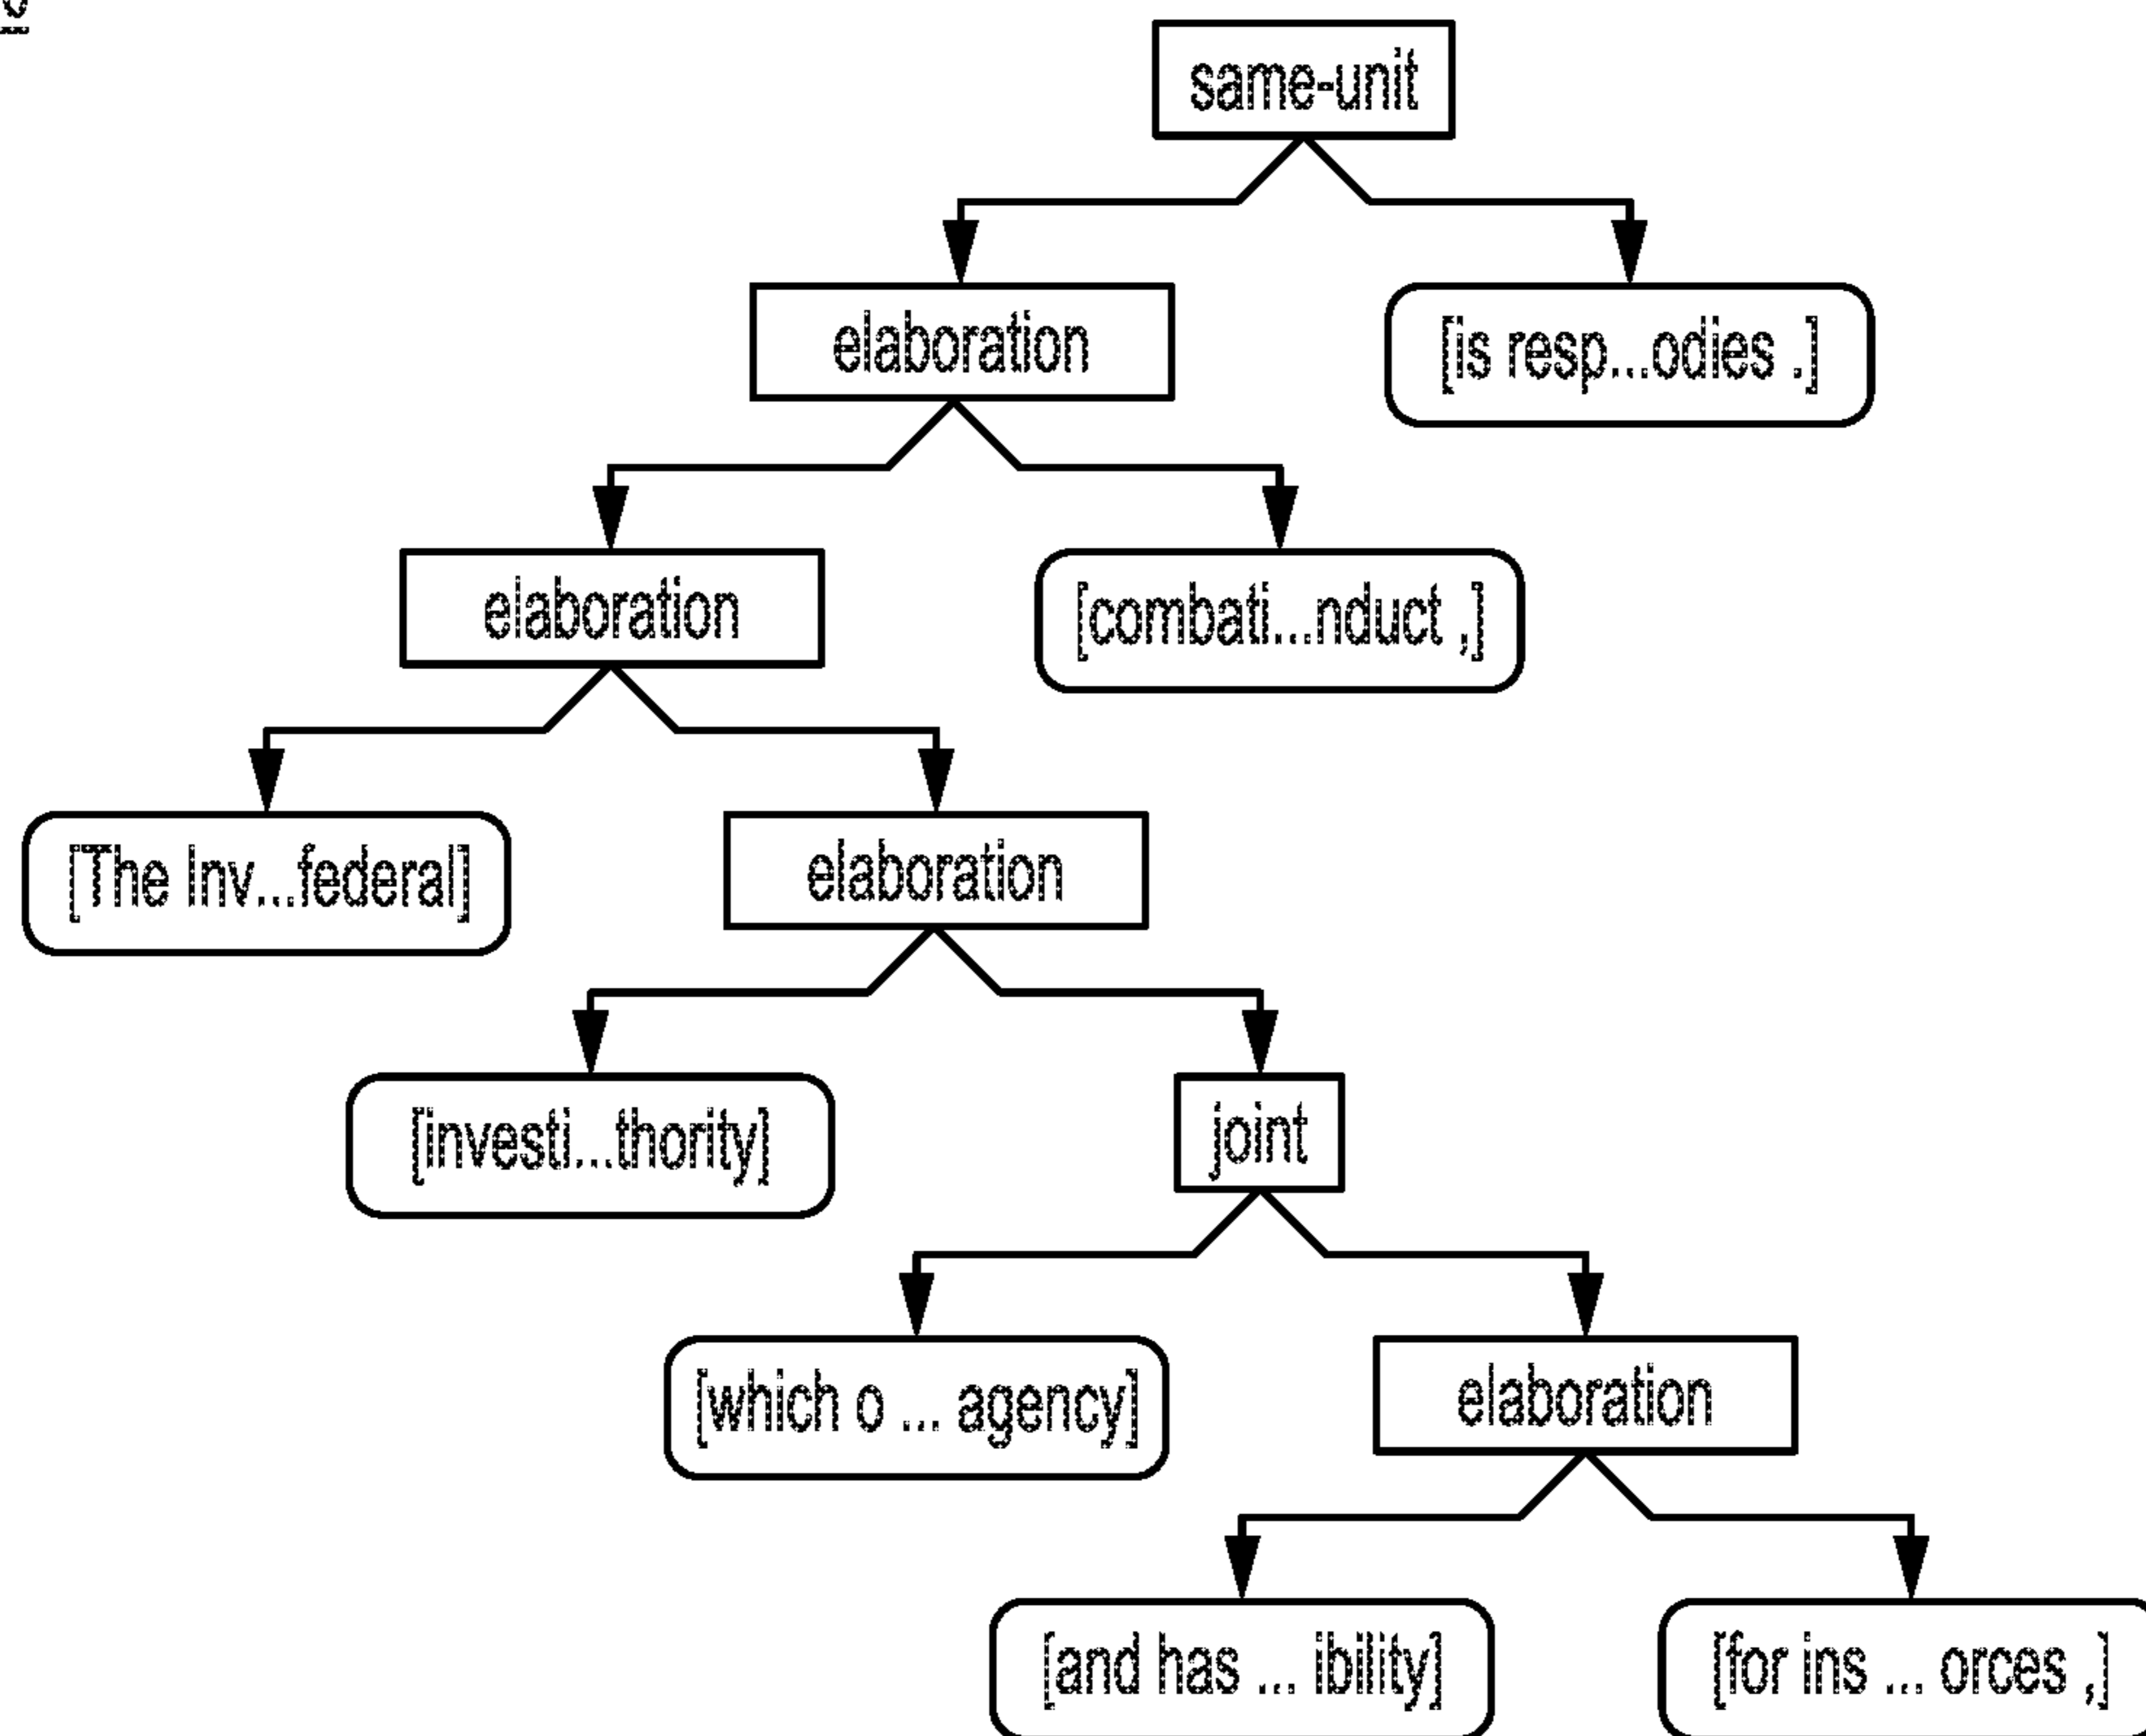 same-unit
elaboration
[is resp...odies .]
elaboration
[combati...nduct ,]
[The Inv...federal]
elaboration
[investi...thority]
joint
[which o ... agency]
elaboration
[and has ... ibility]
[for ins ... orces ,]